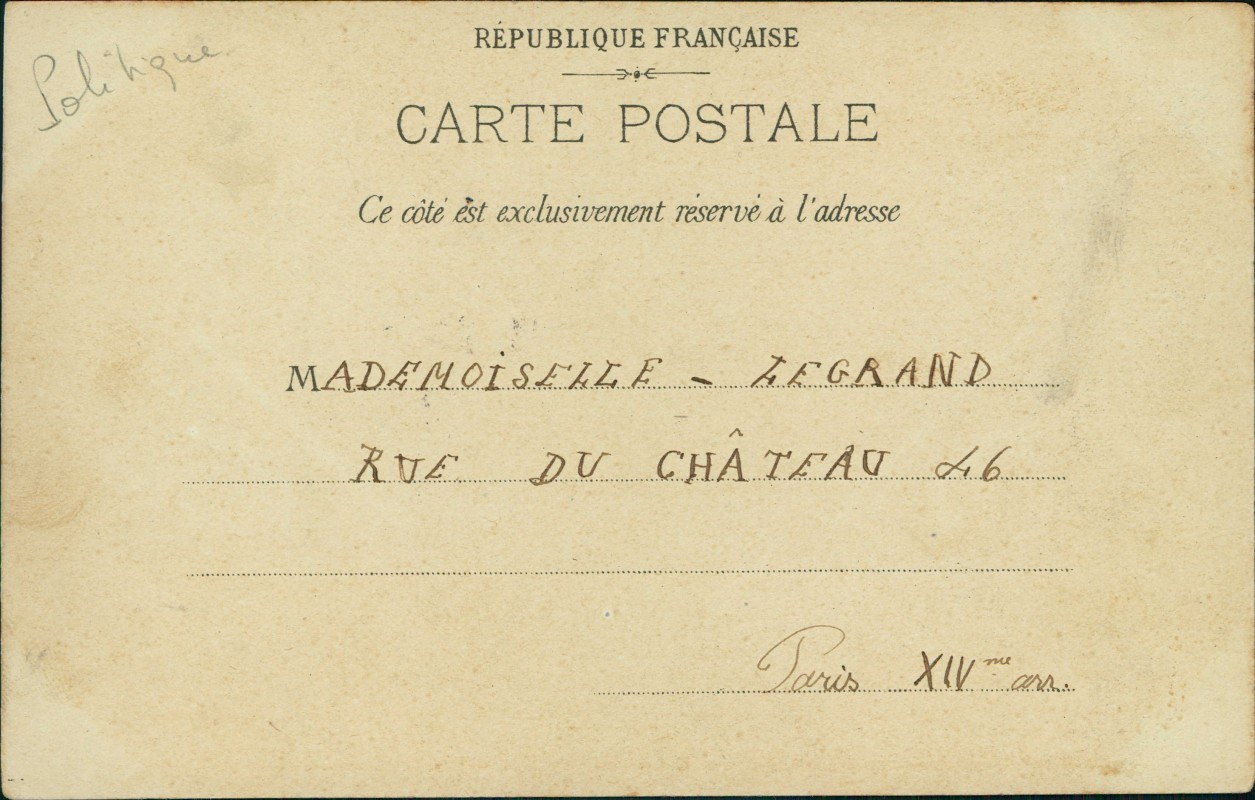 Politique
RÉPUBLIQUE FRANÇAISE
CARTE POSTALE
Ce côté est exclusivement réservé à l'adresse
MADEMOISELLE - LEGRAND
RUE DU CHÂTEAU 46
Paris XIVme arr.